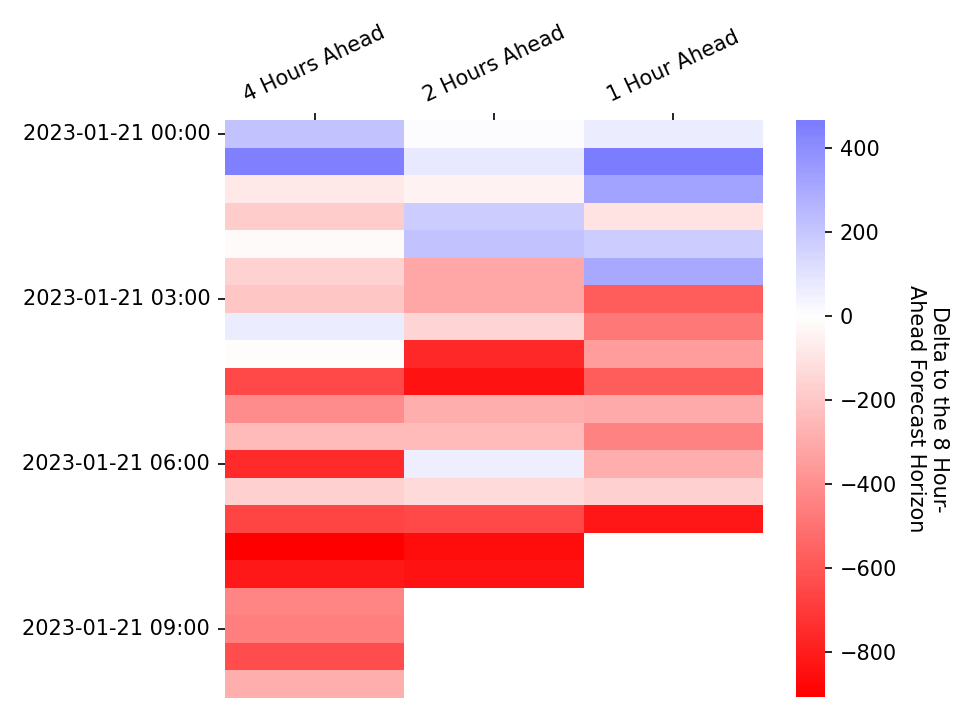 4 Hours Ahead
2 Hours Ahead
1 Hour Ahead
2023-01-21 00:00
2023-01-21 03:00
2023-01-21 06:00
2023-01-21 09:00
400
200
0
−200
−400
−600
−800
Delta to the 8 Hour-
Ahead Forecast Horizon